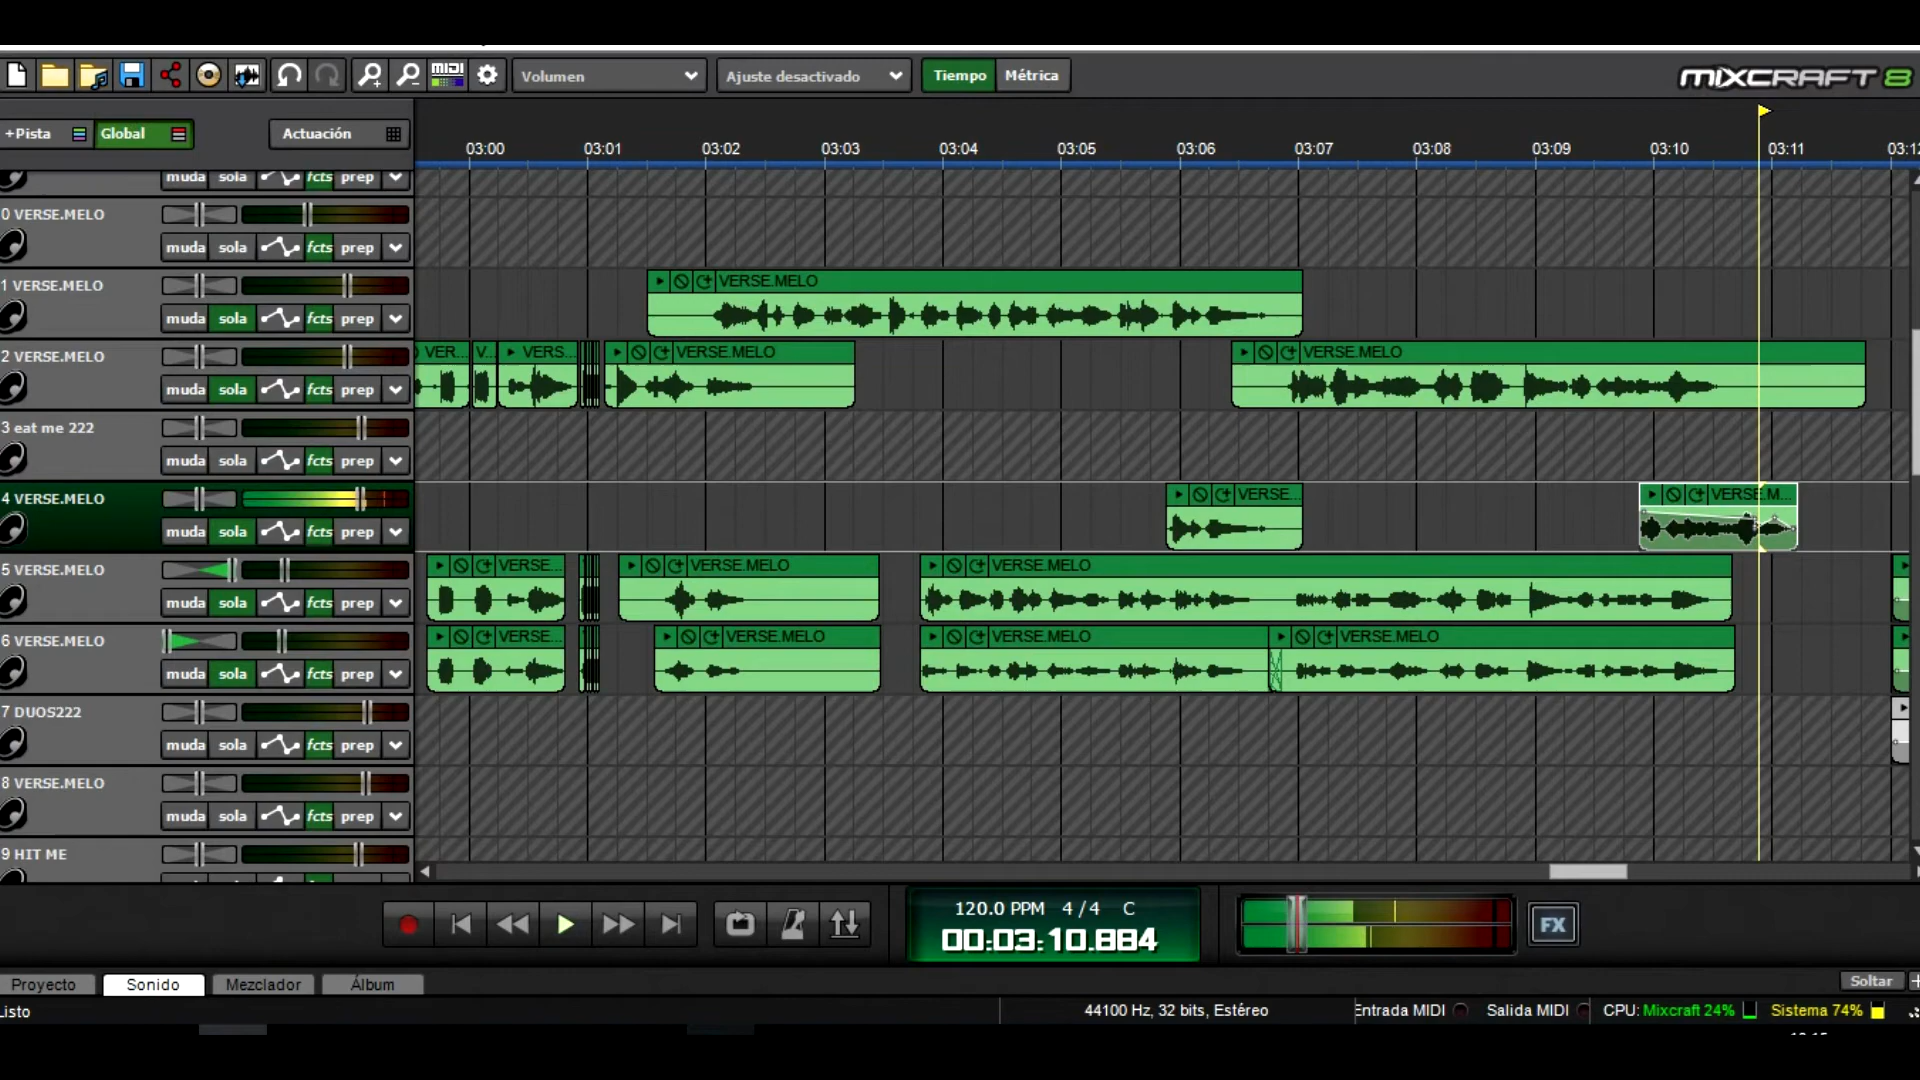 MIDI Volumen Ajuste desactivado Tiempo Métrica MIXCRAFT 8
+Pista Global Actuación
03:00 03:01 03:02 03:03 03:04 03:05 03:06 03:07 03:08 03:09 03:10 03:11 03:12
muda sola fcts prep
0 VERSE.MELO
muda sola fcts prep
1 VERSE.MELO
muda sola fcts prep
VERSE.MELO
2 VERSE.MELO
muda sola fcts prep
VER... V... VERS... VERSE.MELO VERSE.MELO
3 eat me 222
muda sola fcts prep
4 VERSE.MELO
muda sola fcts prep
VERSE... VERSE.M...
5 VERSE.MELO
muda sola fcts prep
VERSE... VERSE.MELO VERSE.MELO
6 VERSE.MELO
muda sola fcts prep
VERSE... VERSE.MELO VERSE.MELO VERSE.MELO
7 DUOS222
muda sola fcts prep
8 VERSE.MELO
muda sola fcts prep
9 HIT ME
120.0 PPM 4 / 4 C
00:03:10.884
FX
Proyecto Sonido Mezclador Álbum Soltar
Listo 44100 Hz, 32 bits, Estéreo Entrada MIDI Salida MIDI CPU: Mixcraft 24% Sistema 74%